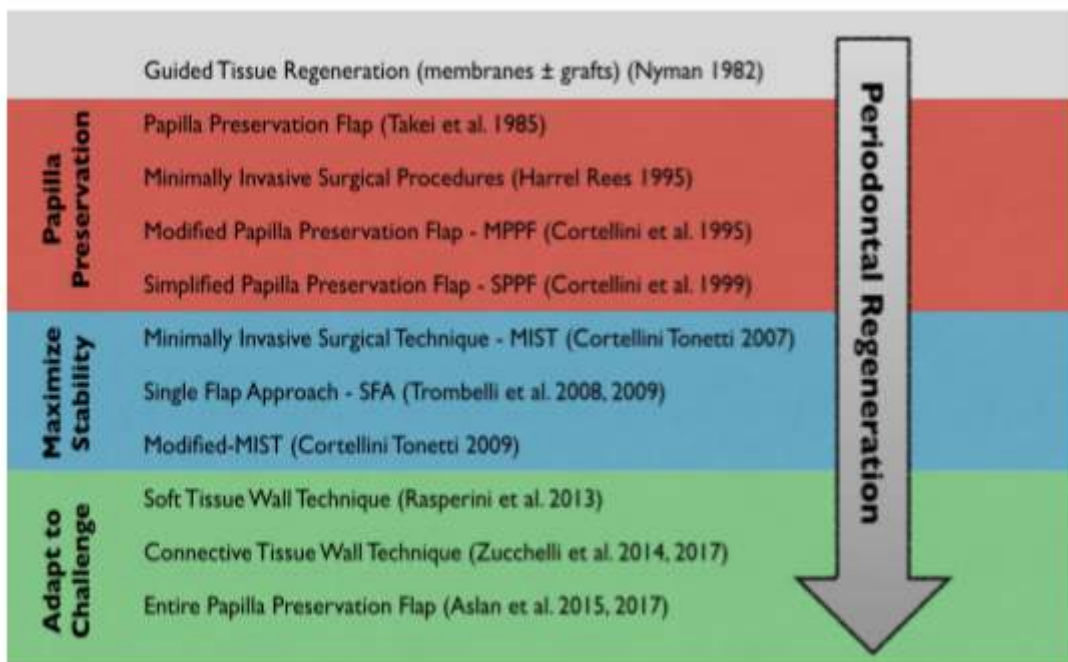 Guided Tissue Regeneration (membranes ± grafts) (Nyman 1982)
Papilla Preservation
Papilla Preservation Flap (Takei et al. 1985)
Minimally Invasive Surgical Procedures (Harrel Rees 1995)
Modified Papilla Preservation Flap - MPPF (Cortellini et al. 1995)
Simplified Papilla Preservation Flap - SPPF (Cortellini et al. 1999)
Maximize Stability
Minimally Invasive Surgical Technique - MIST (Cortellini Tonetti 2007)
Single Flap Approach - SFA (Trombelli et al. 2008, 2009)
Modified-MIST (Cortellini Tonetti 2009)
Adapt to Challenge
Soft Tissue Wall Technique (Rasperini et al. 2013)
Connective Tissue Wall Technique (Zucchelli et al. 2014, 2017)
Entire Papilla Preservation Flap (Aslan et al. 2015, 2017)
Periodontal Regeneration